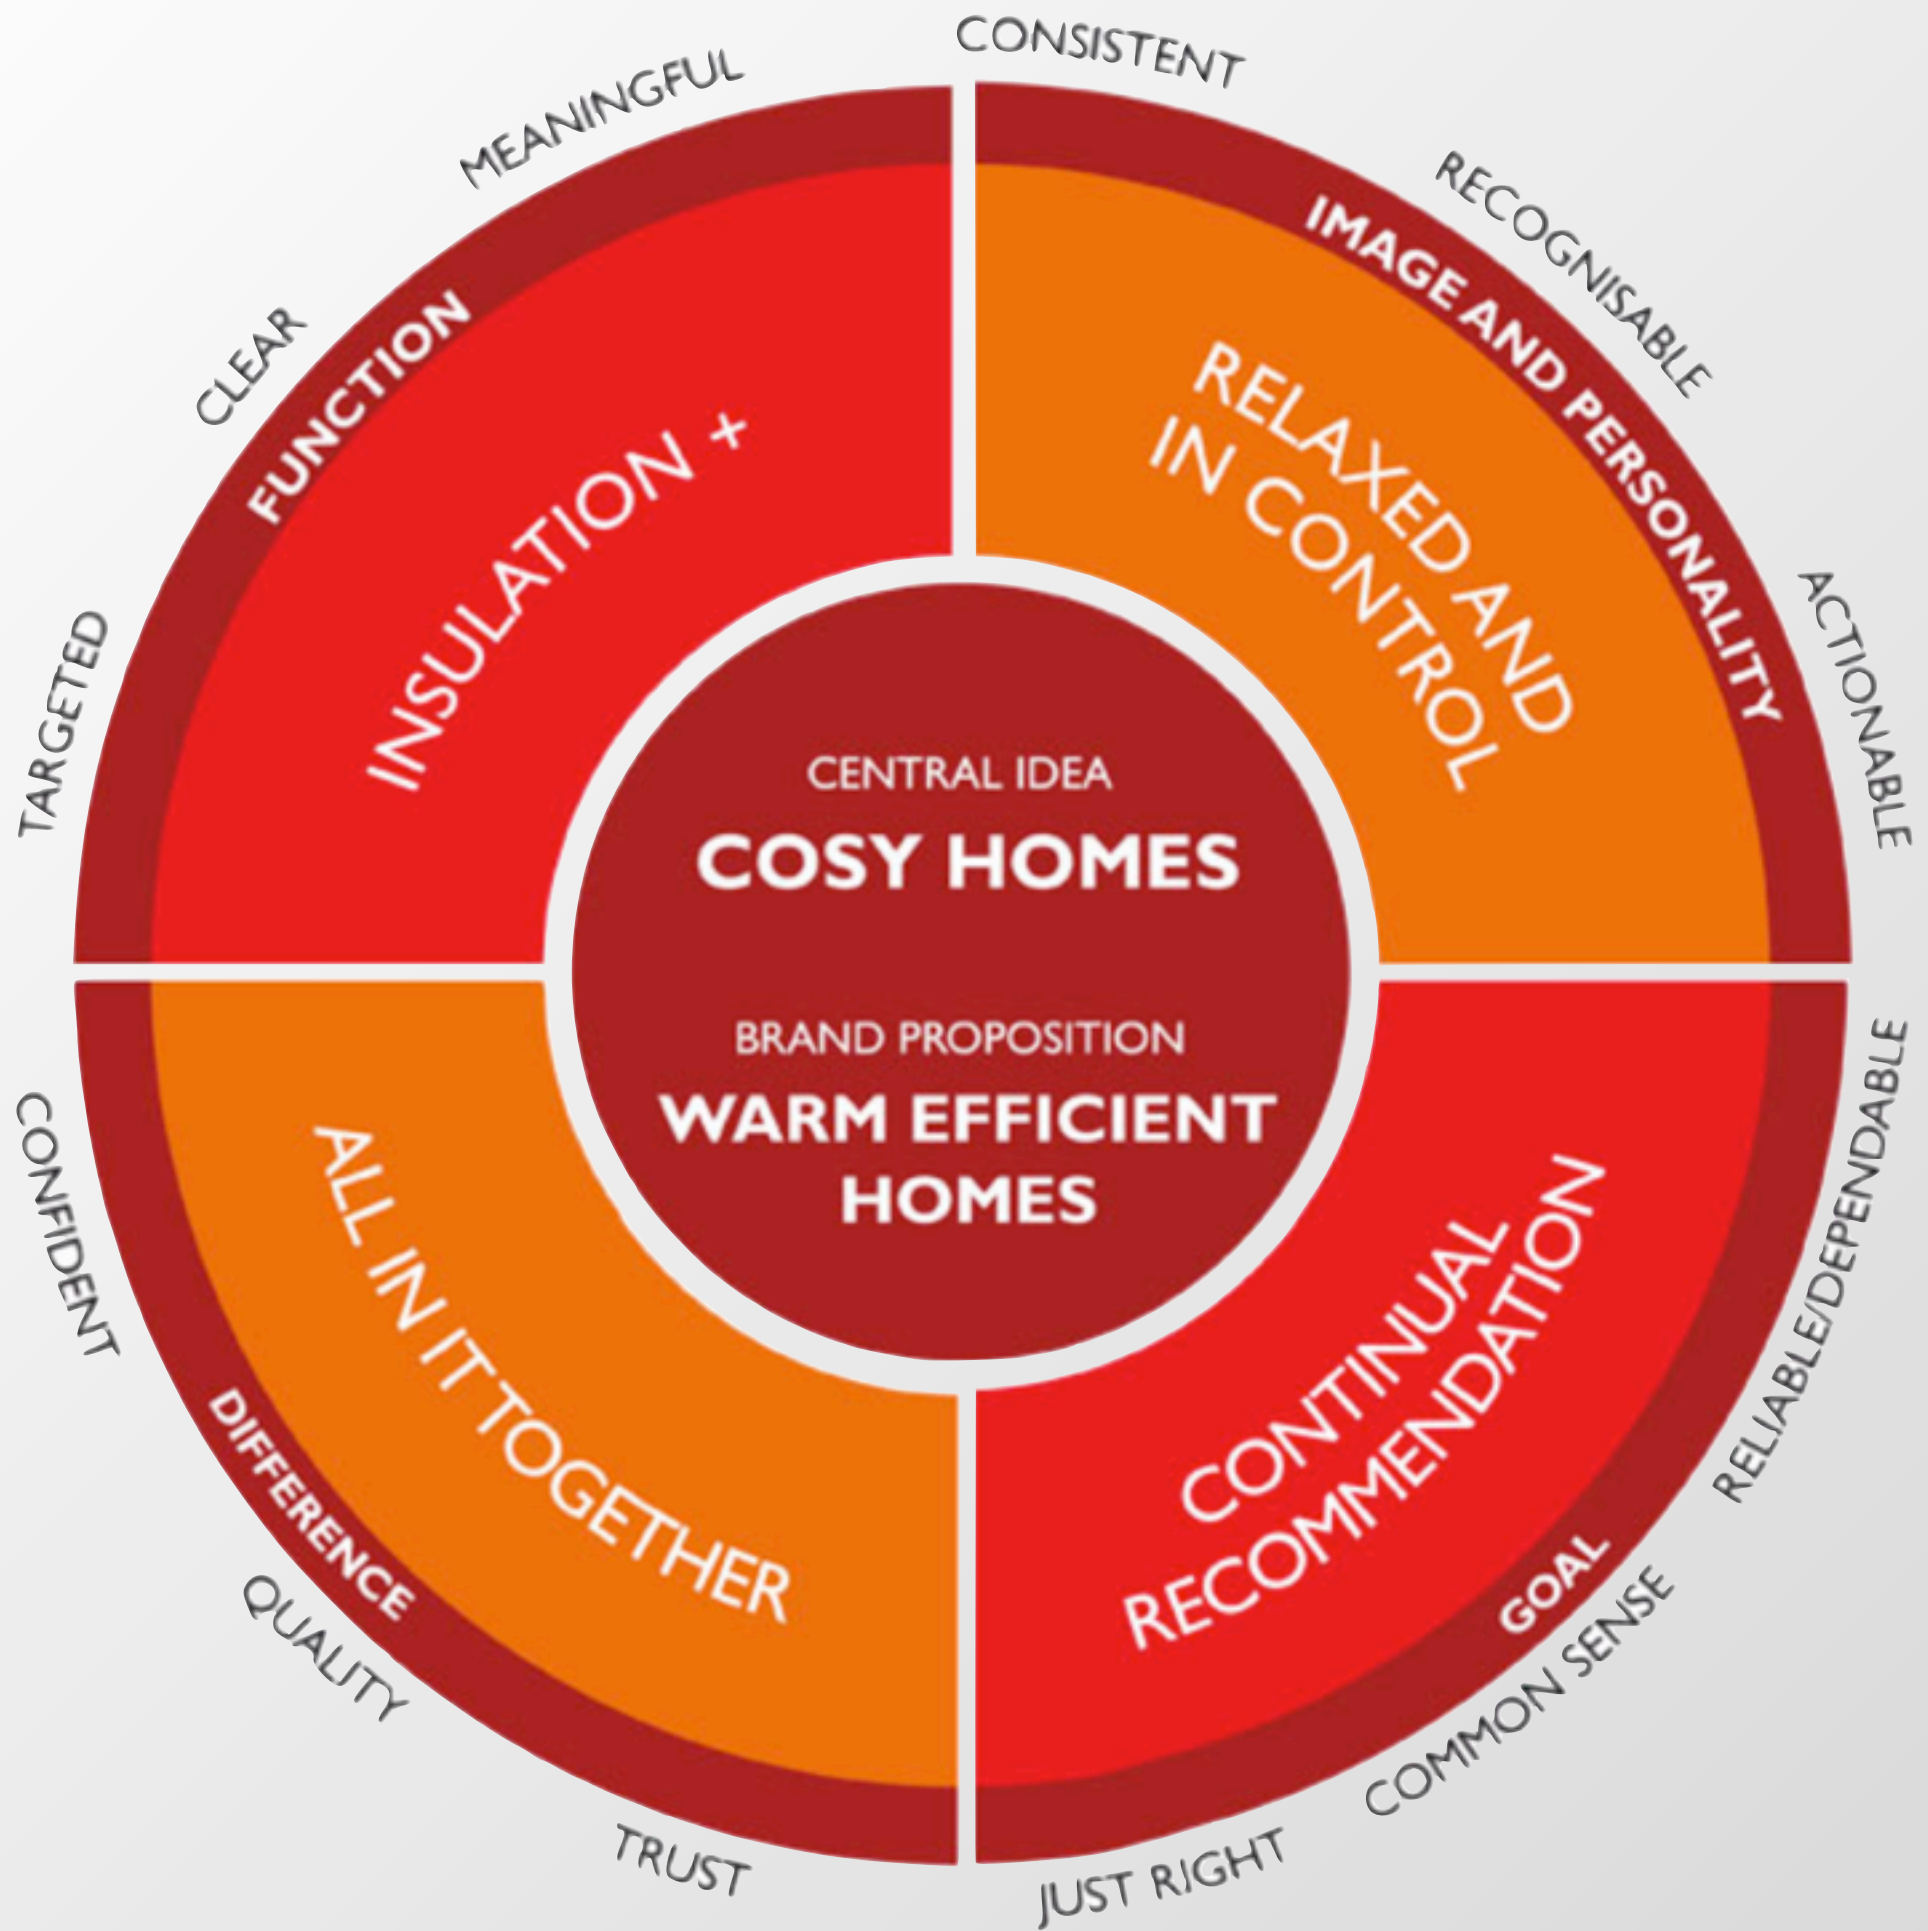 CONSISTENT
RECOGNISABLE
ACTIONABLE
RELIABLE/DEPENDABLE
COMMON SENSE
JUST RIGHT
TRUST
QUALITY
CONFIDENT
TARGETED
CLEAR
MEANINGFUL
FUNCTION
INSULATION +
IMAGE AND PERSONALITY
RELAXED AND
IN CONTROL
CENTRAL IDEA
COSY HOMES
BRAND PROPOSITION
WARM EFFICIENT
HOMES
DIFFERENCE
ALL IN IT TOGETHER
GOAL
CONTINUAL
RECOMMENDATION